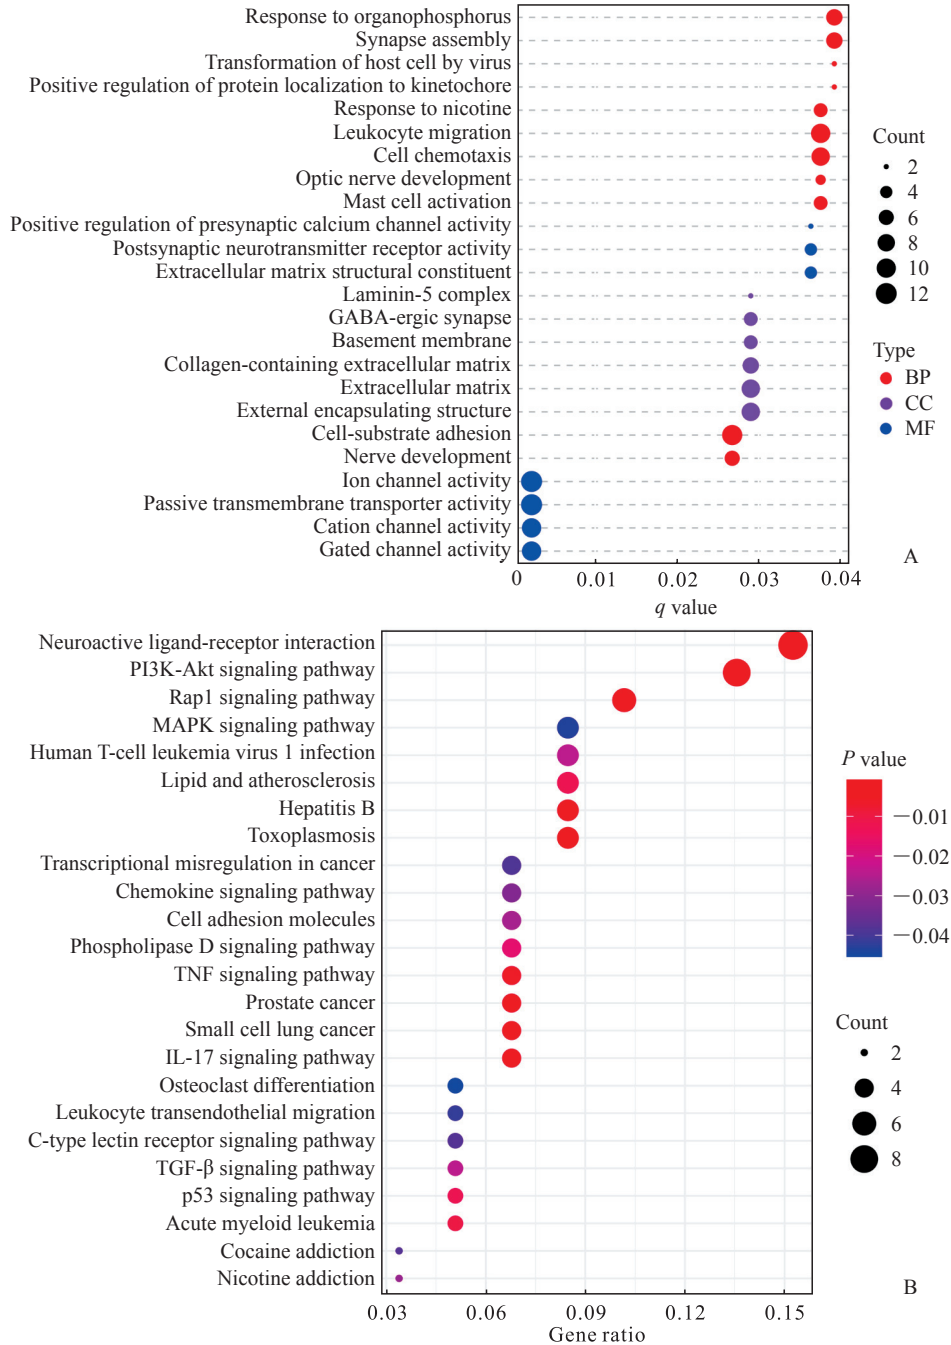 Response to organophosphorus
Synapse assembly
Transformation of host cell by virus
Positive regulation of protein localization to kinetochore
Response to nicotine
Leukocyte migration
Cell chemotaxis
Optic nerve development
Mast cell activation
Positive regulation of presynaptic calcium channel activity
Postsynaptic neurotransmitter receptor activity
Extracellular matrix structural constituent
Laminin-5 complex
GABA-ergic synapse
Basement membrane
Collagen-containing extracellular matrix
Extracellular matrix
External encapsulating structure
Cell-substrate adhesion
Nerve development
Ion channel activity
Passive transmembrane transporter activity
Cation channel activity
Gated channel activity
0 0.01 0.02 0.03 0.04
q value
Count
2
4
6
8
10
12
Type
BP
CC
MF
A
Neuroactive ligand-receptor interaction
PI3K-Akt signaling pathway
Rap1 signaling pathway
MAPK signaling pathway
Human T-cell leukemia virus 1 infection
Lipid and atherosclerosis
Hepatitis B
Toxoplasmosis
Transcriptional misregulation in cancer
Chemokine signaling pathway
Cell adhesion molecules
Phospholipase D signaling pathway
TNF signaling pathway
Prostate cancer
Small cell lung cancer
IL-17 signaling pathway
Osteoclast differentiation
Leukocyte transendothelial migration
C-type lectin receptor signaling pathway
TGF-β signaling pathway
p53 signaling pathway
Acute myeloid leukemia
Cocaine addiction
Nicotine addiction
0.03 0.06 0.09 0.12 0.15
Gene ratio
P value
—0.01
—0.02
—0.03
—0.04
Count
2
4
6
8
B